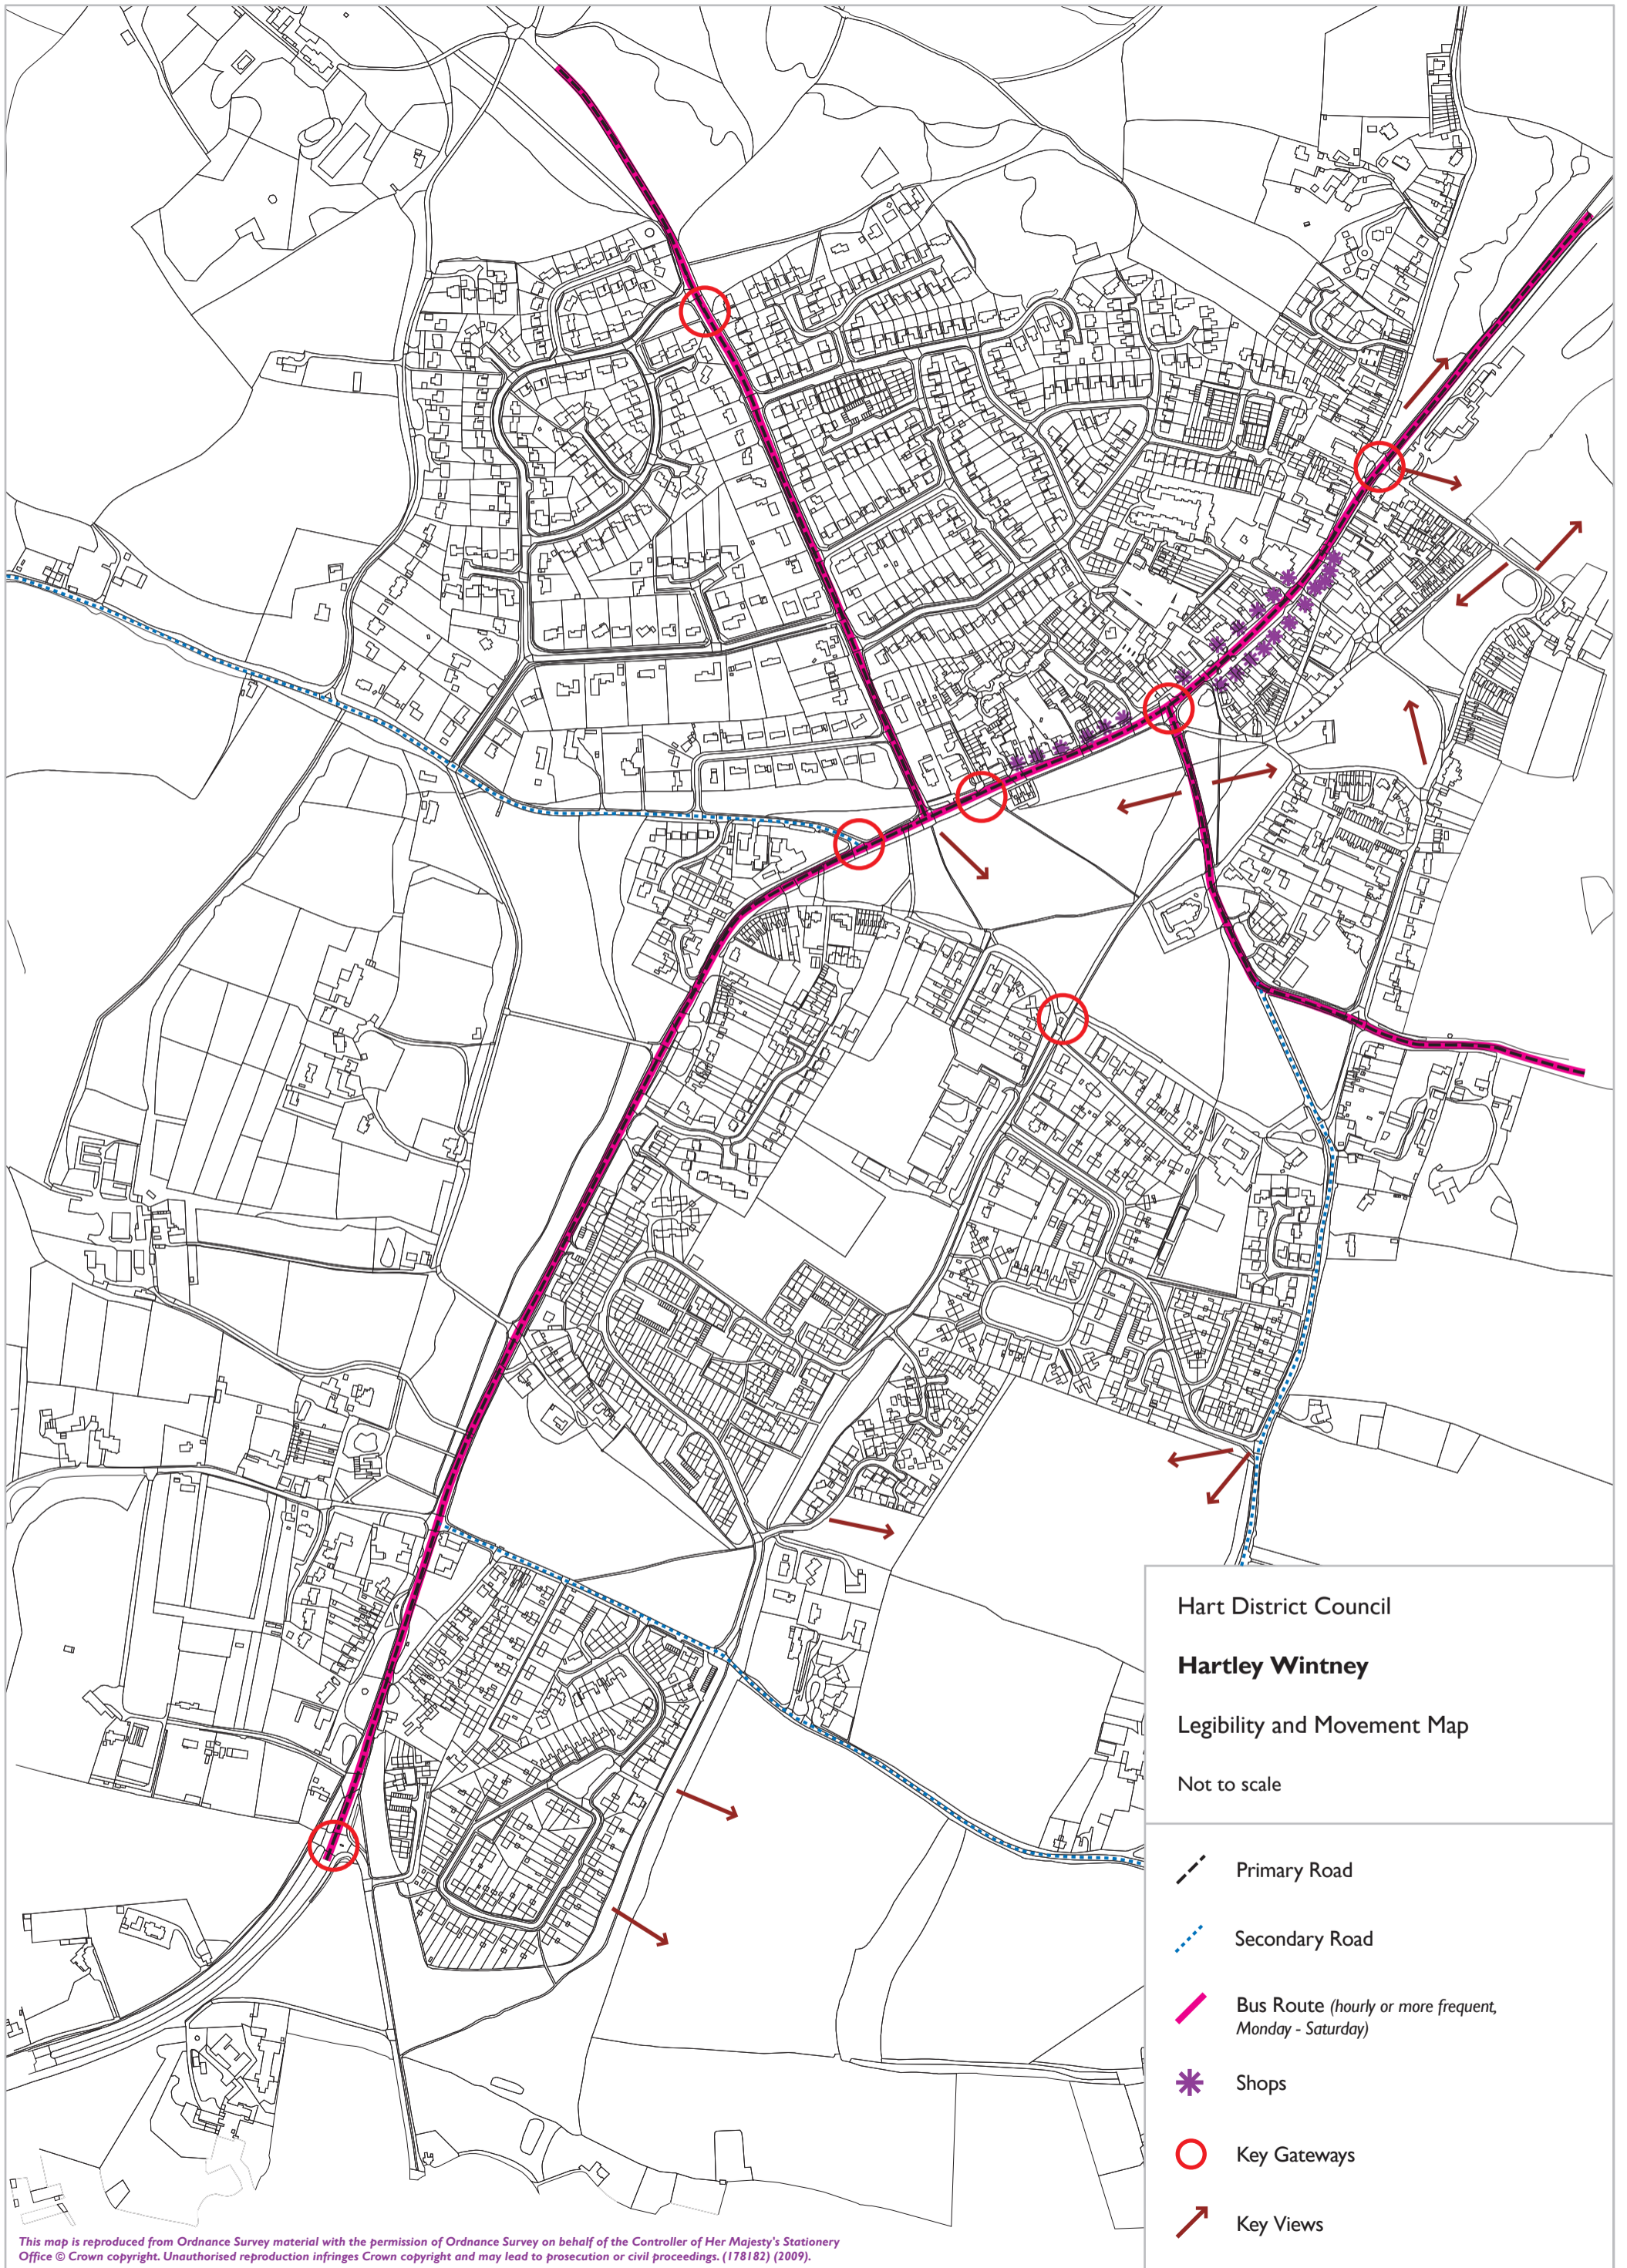 Hart District Council
Hartley Wintney
Legibility and Movement Map
Not to scale
Primary Road
Secondary Road
Bus Route (hourly or more frequent,
Monday - Saturday)
Shops
Key Gateways
Key Views
This map is reproduced from Ordnance Survey material with the permission of Ordnance Survey on behalf of the Controller of Her Majesty's Stationery
Office © Crown copyright. Unauthorised reproduction infringes Crown copyright and may lead to prosecution or civil proceedings. (178182) (2009).